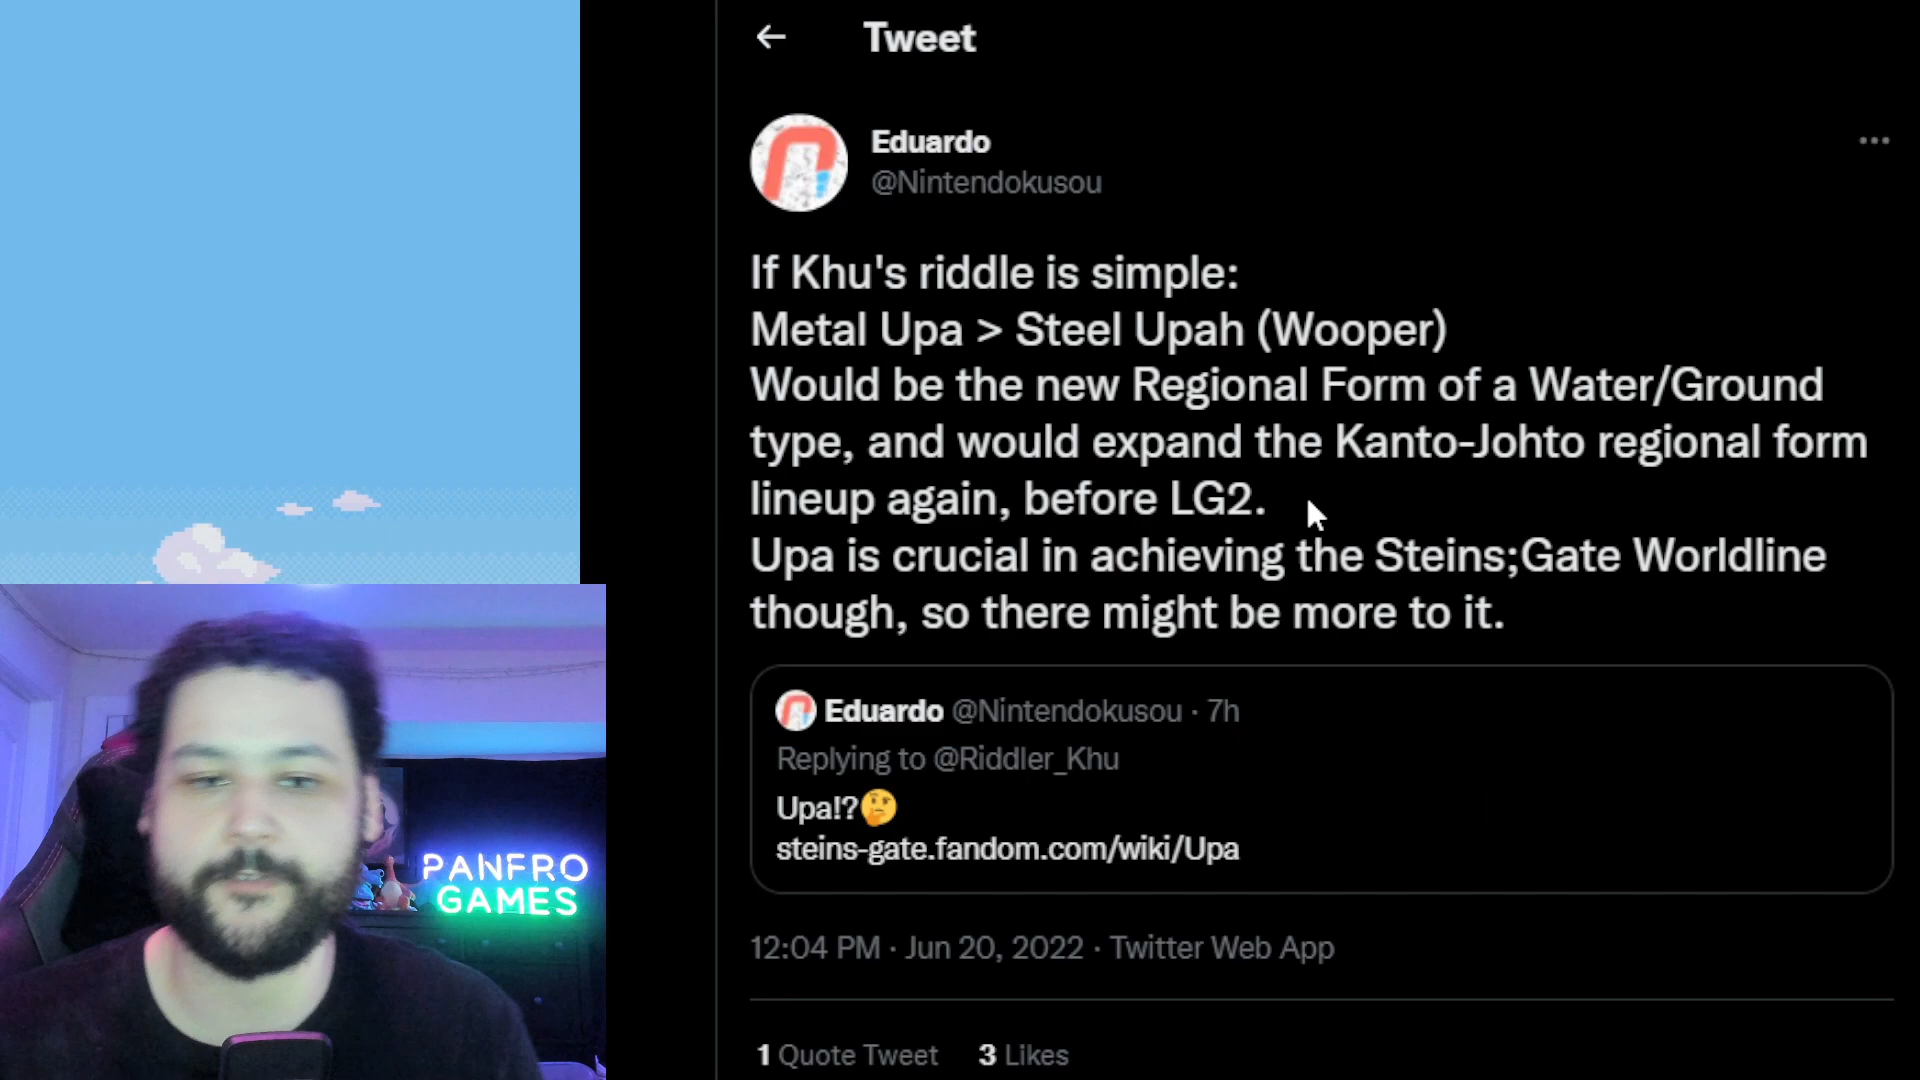 Tweet
Eduardo
@Nintendokusou
If Khu's riddle is simple:
Metal Upa > Steel Upah (Wooper)
Would be the new Regional Form of a Water/Ground
type, and would expand the Kanto-Johto regional form
lineup again, before LG2.
Upa is crucial in achieving the Steins;Gate Worldline
though, so there might be more to it.
Eduardo @Nintendokusou · 7h
Replying to @Riddler_Khu
Upa!?🤔
steins-gate.fandom.com/wiki/Upa
12:04 PM · Jun 20, 2022 · Twitter Web App
1 Quote Tweet 3 Likes
PANFRO
GAMES